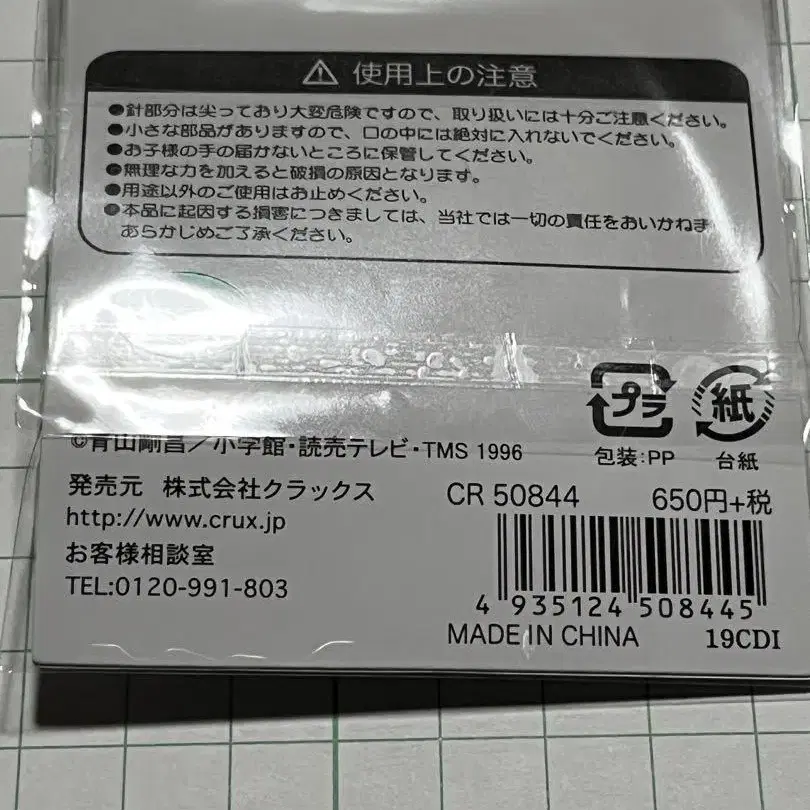 ⚠ 使用上の注意
●針部分は尖っており大変危険ですので、取り扱いには十分ご注意ください。
●小さな部品がありますので、口の中には絶対に入れないでください。
●お子様の手の届かないところに保管してください。
●無理な力を加えると破損の原因となります。
●用途以外のご使用はお止めください。
●本品に起因する損害につきましては、当社では一切の責任をおいかねま
あらかじめご了承ください。
プラ
紙
包装:PP
台紙
©青山剛昌/小学館・読売テレビ・TMS 1996
発売元 株式会社クラックス
http://www.crux.jp
お客様相談室
TEL:0120-991-803
CR 50844
650円+税
4 935124 508445
MADE IN CHINA
19CDI